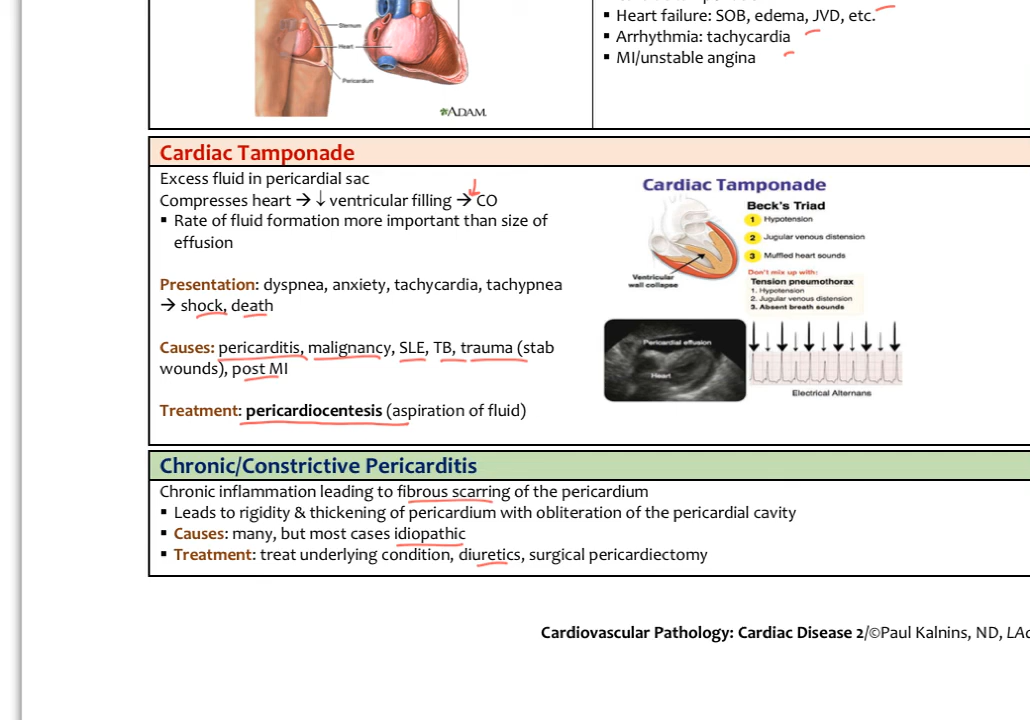 Heart failure: SOB, edema, JVD, etc.
Arrhythmia: tachycardia
MI/unstable angina
Sternum
Heart
Pericardium
ADAM.
Cardiac Tamponade
Excess fluid in pericardial sac
Compresses heart → ↓ ventricular filling → ↓ CO
▪ Rate of fluid formation more important than size of
effusion
Presentation: dyspnea, anxiety, tachycardia, tachypnea
→ shock, death
Causes: pericarditis, malignancy, SLE, TB, trauma (stab
wounds), post MI
Treatment: pericardiocentesis (aspiration of fluid)
Cardiac Tamponade
Beck's Triad
1 Hypotension
2 Jugular venous distension
3 Muffled heart sounds
Ventricular
wall collapse
Don't mix up with:
Tension pneumothorax
1. Hypotension
2. Jugular venous distension
3. Absent breath sounds
Pericardial effusion
Heart
Electrical Alternans
Chronic/Constrictive Pericarditis
Chronic inflammation leading to fibrous scarring of the pericardium
▪ Leads to rigidity & thickening of pericardium with obliteration of the pericardial cavity
▪ Causes: many, but most cases idiopathic
▪ Treatment: treat underlying condition, diuretics, surgical pericardiectomy
Cardiovascular Pathology: Cardiac Disease 2/©Paul Kalnins, ND, LAc